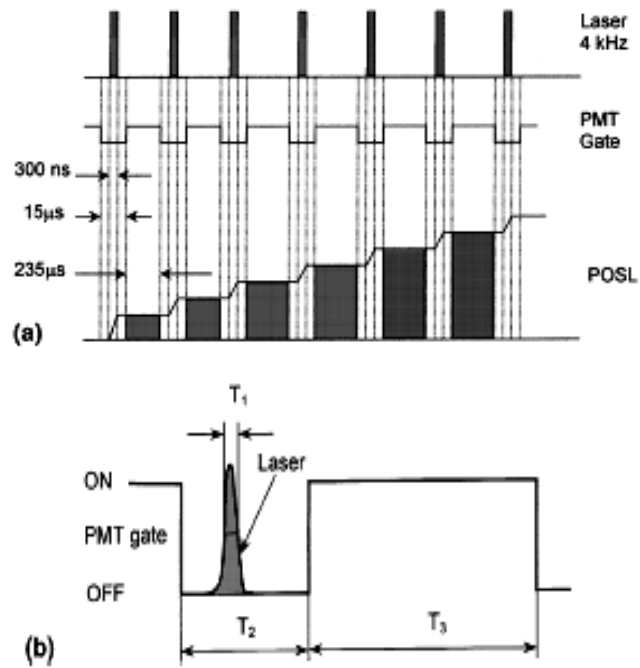 Laser
4 kHz
PMT
Gate
300 ns
15μs
235μs
POSL
(a)
T1
Laser
ON
PMT gate
OFF
T2
T3
(b)